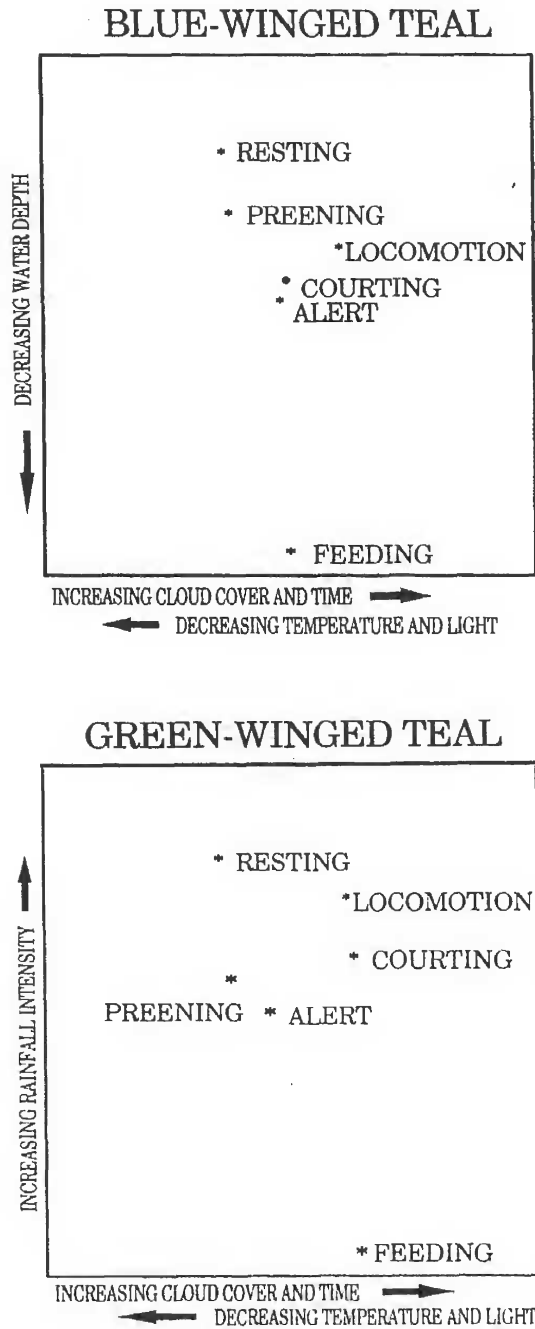 BLUE-WINGED TEAL
* RESTING
* PREENING
*LOCOMOTION
• COURTING
* ALERT
* FEEDING
DECREASING WATER DEPTH
INCREASING CLOUD COVER AND TIME
DECREASING TEMPERATURE AND LIGHT
GREEN-WINGED TEAL
* RESTING
*LOCOMOTION
* COURTING
*
PREENING * ALERT
* FEEDING
INCREASING RAINFALL INTENSITY
INCREASING CLOUD COVER AND TIME
DECREASING TEMPERATURE AND LIGHT